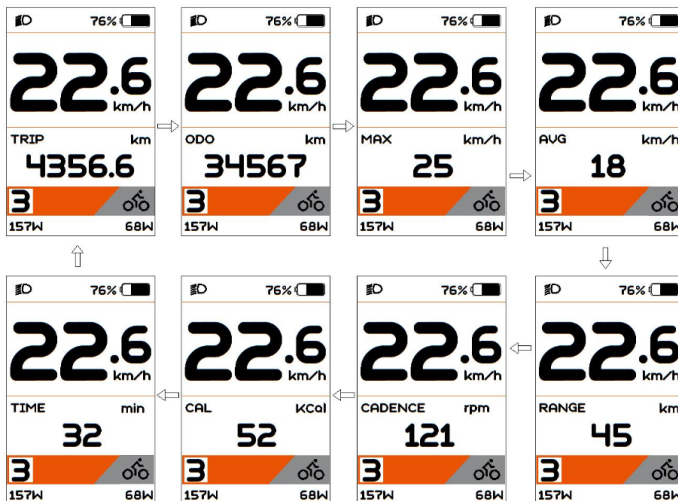 76%
22.6
km/h
TRIP km
4356.6
3
157W 68W
76%
22.6
km/h
ODO km
34567
3
157W 68W
76%
22.6
km/h
MAX km/h
25
3
157W 68W
76%
22.6
km/h
AVG km/h
18
3
157W 68W
76%
22.6
km/h
TIME min
32
3
157W 68W
76%
22.6
km/h
CAL KCal
52
3
157W 68W
76%
22.6
km/h
CADENCE rpm
121
3
157W 68W
76%
22.6
km/h
RANGE km
45
3
157W 68W